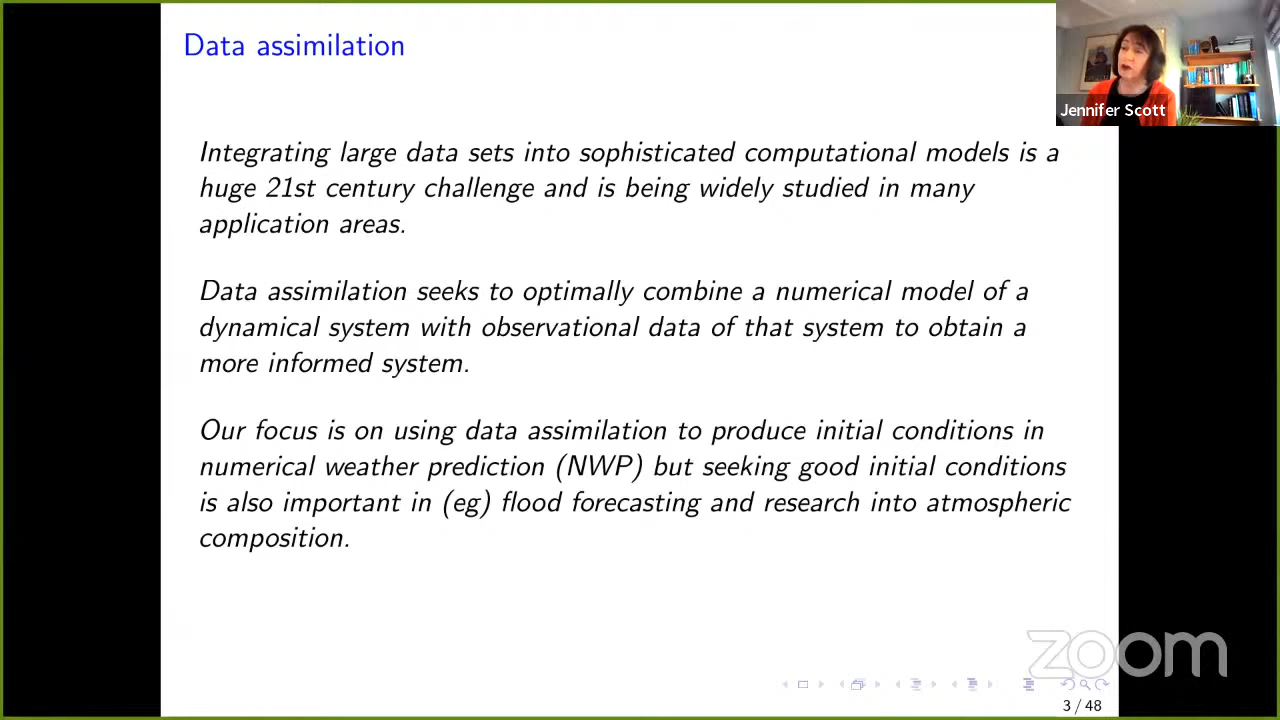 Data assimilation
Jennifer Scott
Integrating large data sets into sophisticated computational models is a
huge 21st century challenge and is being widely studied in many
application areas.
Data assimilation seeks to optimally combine a numerical model of a
dynamical system with observational data of that system to obtain a
more informed system.
Our focus is on using data assimilation to produce initial conditions in
numerical weather prediction (NWP) but seeking good initial conditions
is also important in (eg) flood forecasting and research into atmospheric
composition.
zoom
3 / 48